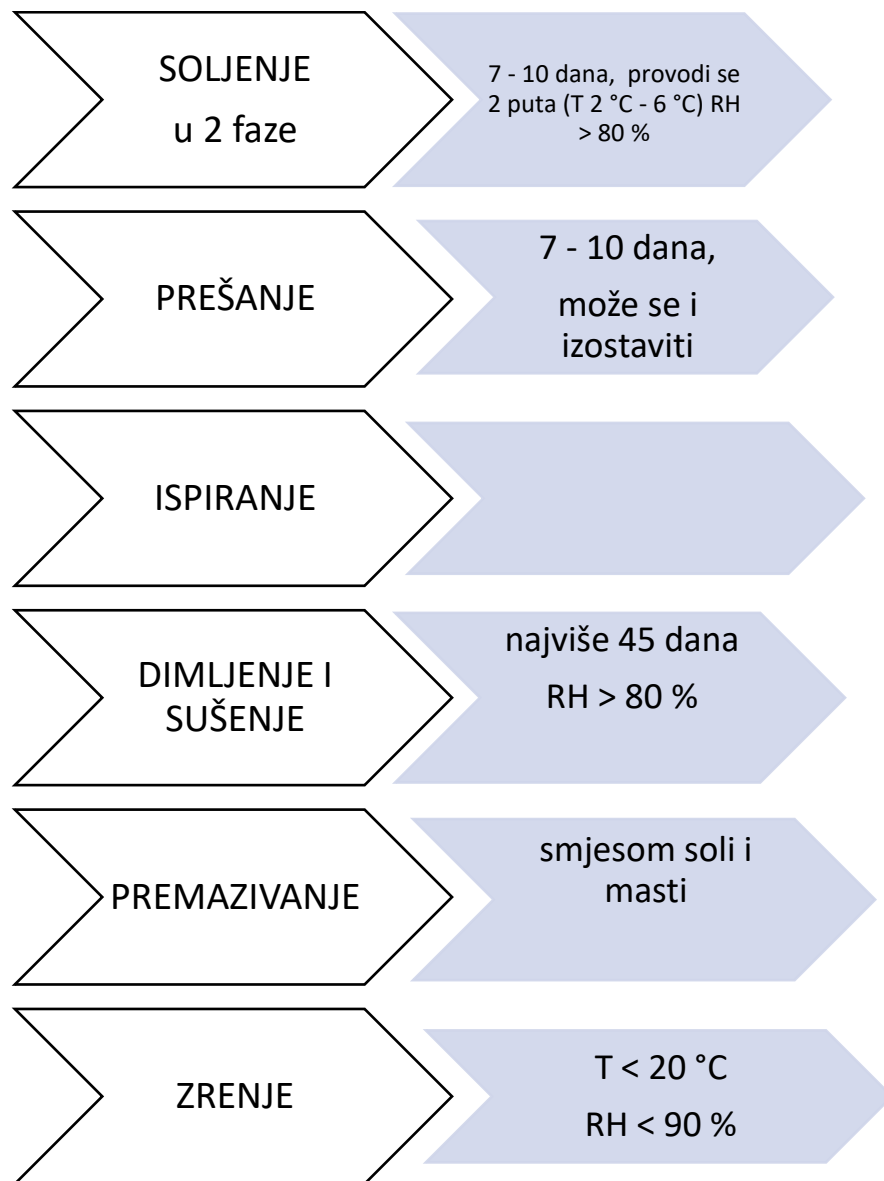 SOLJENJE
u 2 faze
7 - 10 dana, provodi se
2 puta (T 2 °C - 6 °C) RH
> 80 %
PREŠANJE
7 - 10 dana,
može se i
izostaviti
ISPIRANJE
DIMLJENJE I
SUŠENJE
najviše 45 dana
RH > 80 %
PREMAZIVANJE
smjesom soli i
masti
ZRENJE
T < 20 °C
RH < 90 %